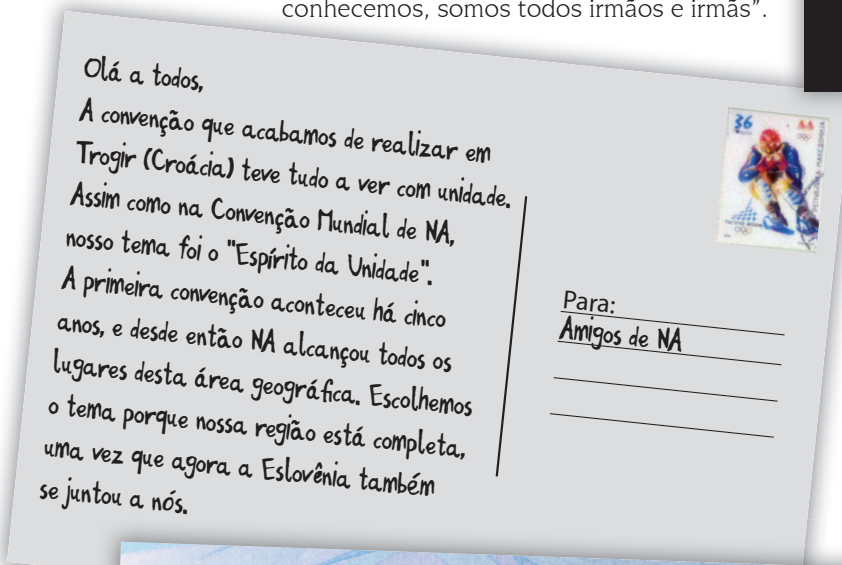 conhecemos, somos todos irmãos e irmãs”.
Olá a todos,
A convenção que acabamos de realizar em
Trogir (Croácia) teve tudo a ver com unidade.
Assim como na Convenção Mundial de NA,
nosso tema foi o "Espírito da Unidade".
A primeira convenção aconteceu há cinco
anos, e desde então NA alcançou todos os
lugares desta área geográfica. Escolhemos
o tema porque nossa região está completa,
uma vez que agora a Eslovênia também
se juntou a nós.
36
Para:
Amigos de NA